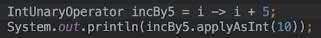 IntUnaryOperator incBy5 = i -> i + 5;
System.out.println(incBy5.applyAsInt(10));